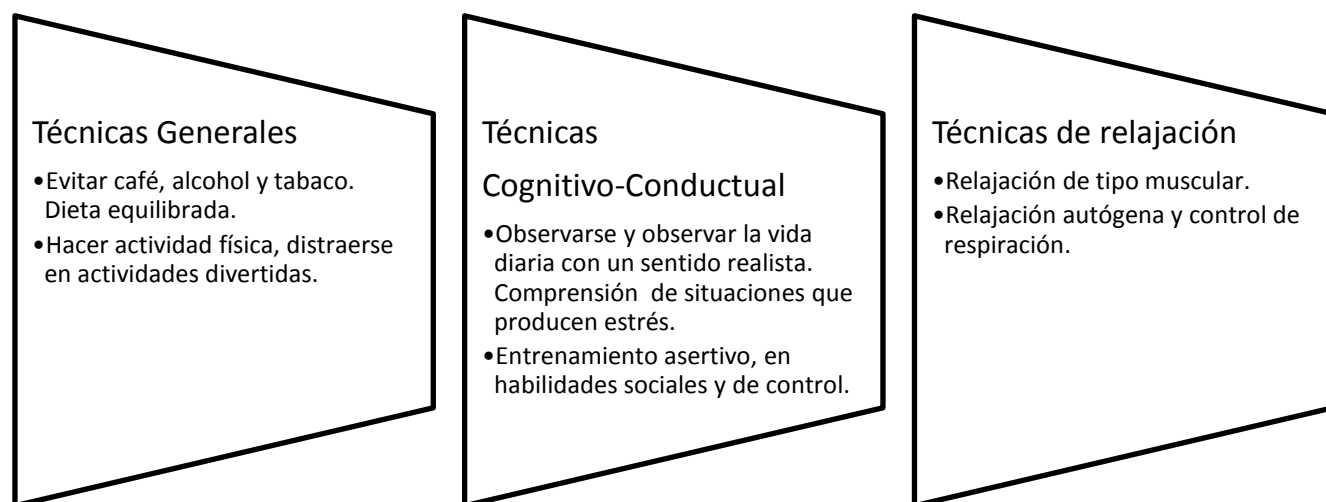 Técnicas Generales
•Evitar café, alcohol y tabaco.
Dieta equilibrada.
•Hacer actividad física, distraerse
en actividades divertidas.
Técnicas
Cognitivo-Conductual
•Observarse y observar la vida
diaria con un sentido realista.
Comprensión de situaciones que
producen estrés.
•Entrenamiento asertivo, en
habilidades sociales y de control.
Técnicas de relajación
•Relajación de tipo muscular.
•Relajación autógena y control de
respiración.